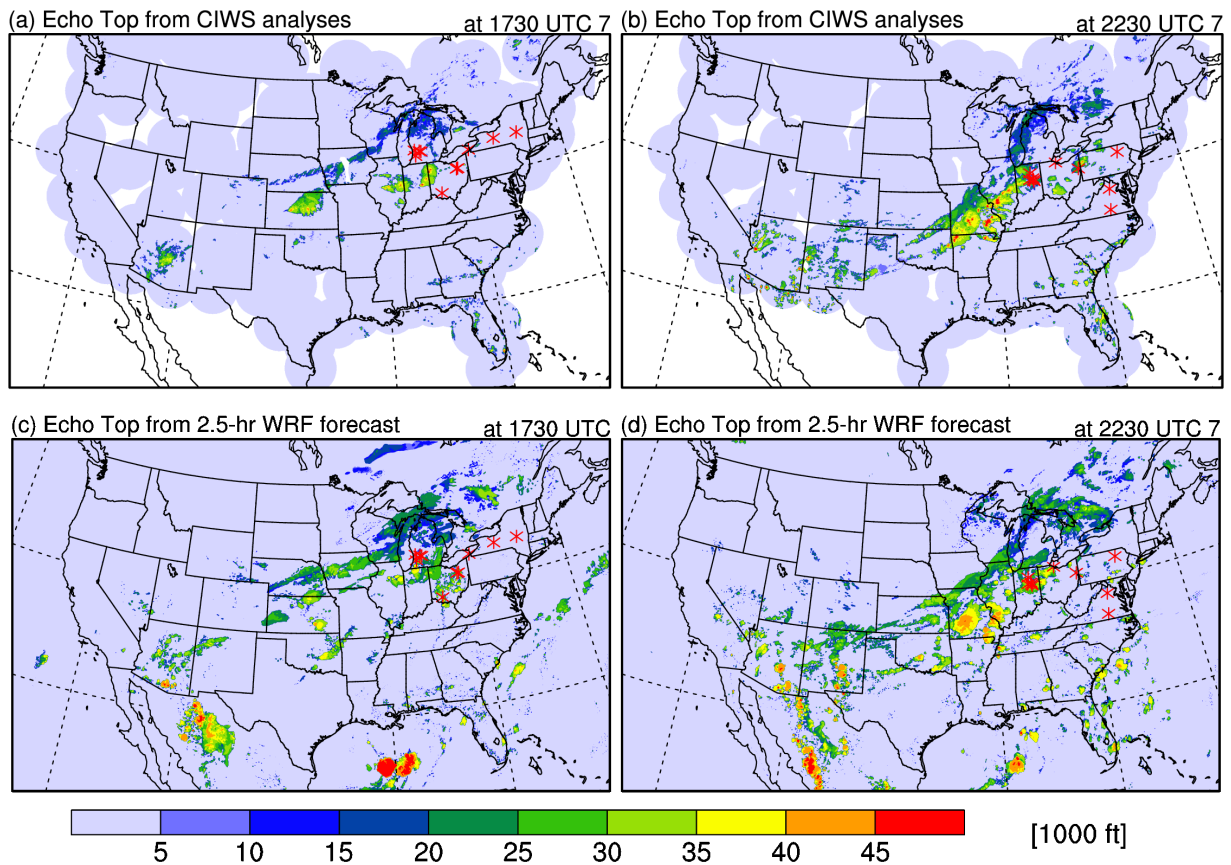 (a) Echo Top from CIWS analyses at 1730 UTC 7
(b) Echo Top from CIWS analyses at 2230 UTC 7
(c) Echo Top from 2.5-hr WRF forecast at 1730 UTC
(d) Echo Top from 2.5-hr WRF forecast at 2230 UTC 7
5 10 15 20 25 30 35 40 45
[1000 ft]